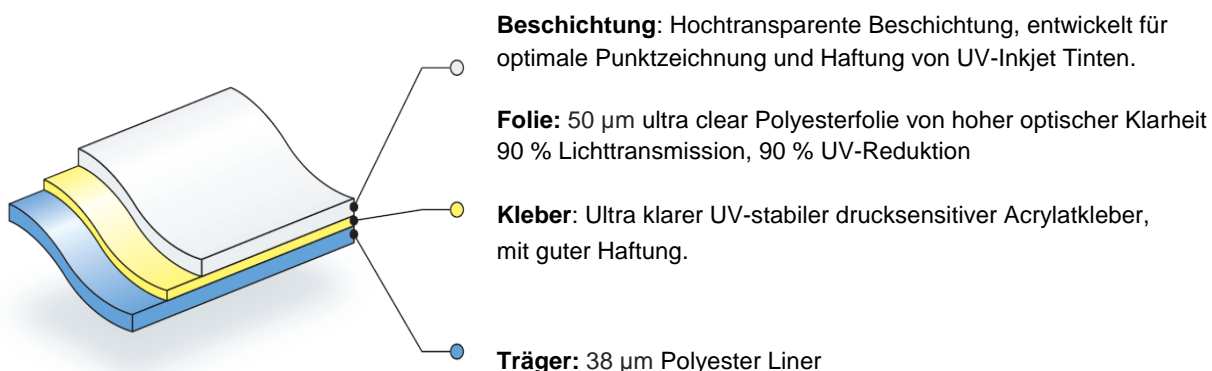 Beschichtung: Hochtransparente Beschichtung, entwickelt für
optimale Punktzeichnung und Haftung von UV-Inkjet Tinten.
Folie: 50 µm ultra clear Polyesterfolie von hoher optischer Klarheit
90 % Lichttransmission, 90 % UV-Reduktion
Kleber: Ultra klarer UV-stabiler drucksensitiver Acrylatkleber,
mit guter Haftung.
Träger: 38 µm Polyester Liner